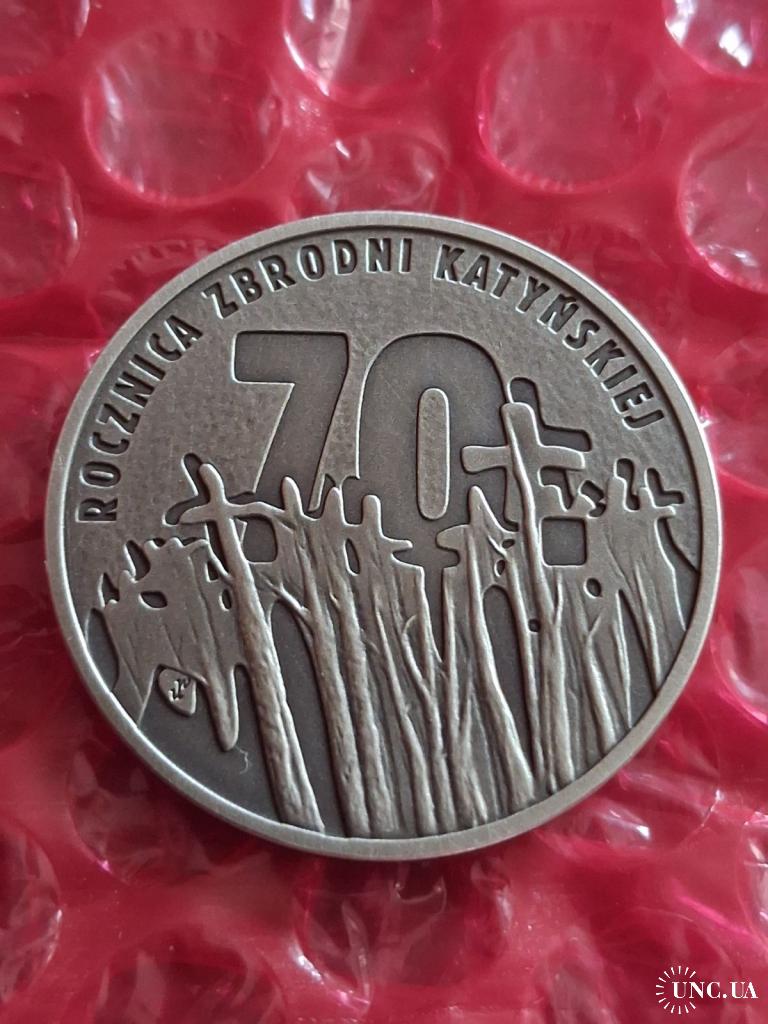 ROCZNICA ZBRODNI KATYŃSKIEJ
70
UNC.UA